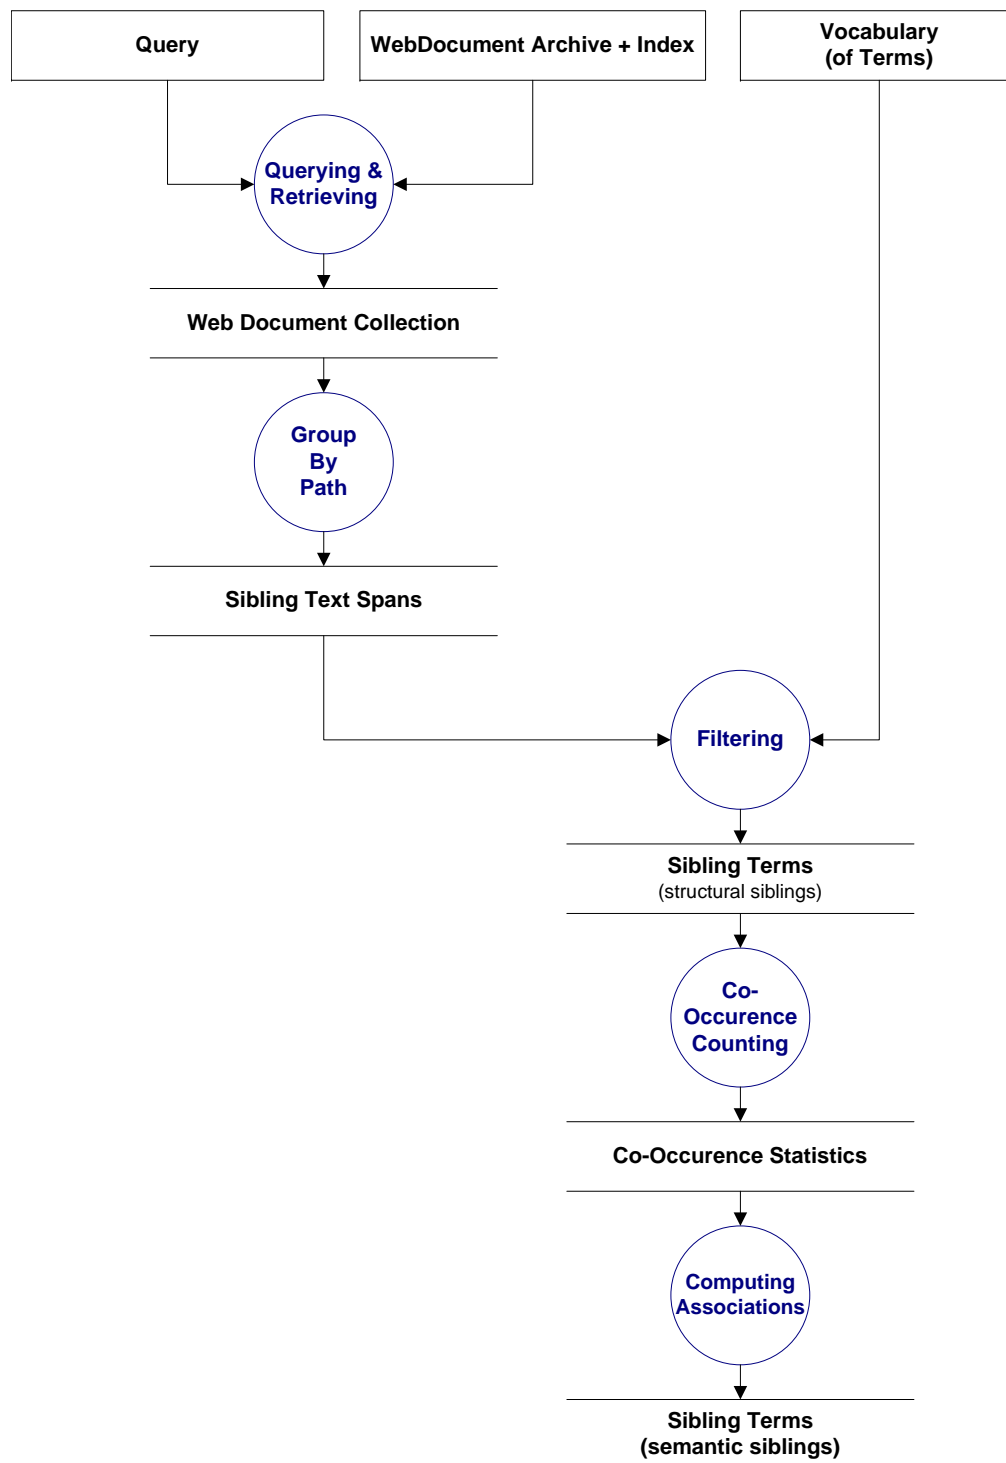 Query
WebDocument Archive + Index
Vocabulary
(of Terms)
Querying &
Retrieving
Web Document Collection
Group
By
Path
Sibling Text Spans
Filtering
Sibling Terms
(structural siblings)
Co-
Occurence
Counting
Co-Occurence Statistics
Computing
Associations
Sibling Terms
(semantic siblings)